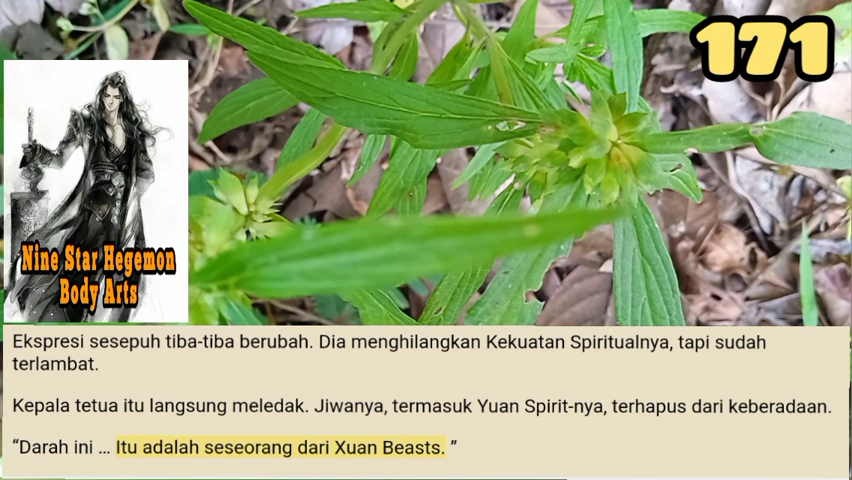 171
Nine Star Hegemon
Body Arts
Ekspresi sesepuh tiba-tiba berubah. Dia menghilangkan Kekuatan Spiritualnya, tapi sudah
terlambat.
Kepala tetua itu langsung meledak. Jiwanya, termasuk Yuan Spirit-nya, terhapus dari keberadaan.
“Darah ini ... Itu adalah seseorang dari Xuan Beasts. ”